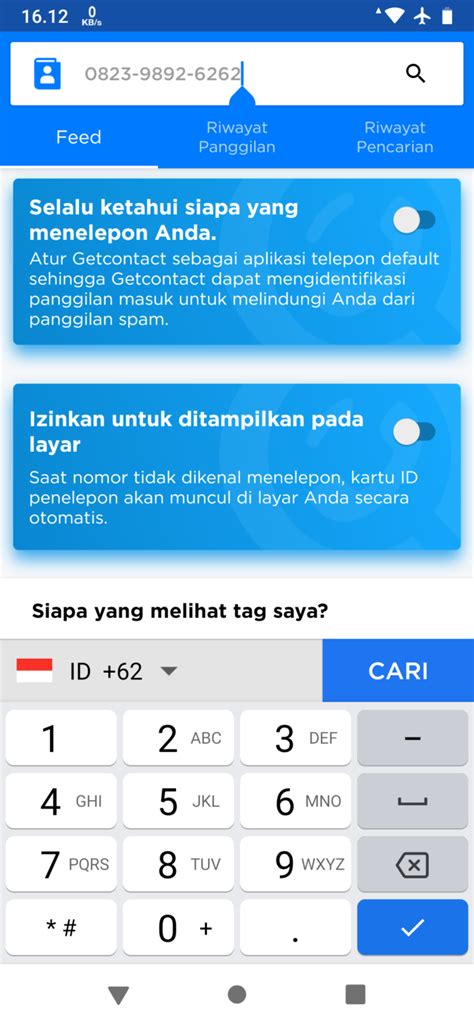 16.12 0
KB/s
0823-9892-6262
Feed
Riwayat
Panggilan
Riwayat
Pencarian
Selalu ketahui siapa yang
menelepon Anda.
Atur Getcontact sebagai aplikasi telepon default
sehingga Getcontact dapat mengidentifikasi
panggilan masuk untuk melindungi Anda dari
panggilan spam.
Izinkan untuk ditampilkan pada
layar
Saat nomor tidak dikenal menelepon, kartu ID
penelepon akan muncul di layar Anda secara
otomatis.
Siapa yang melihat tag saya?
ID +62
CARI
1 2 ABC 3 DEF –
4 GHI 5 JKL 6 MNO
7 PQRS 8 TUV 9 WXYZ
* # 0 + .